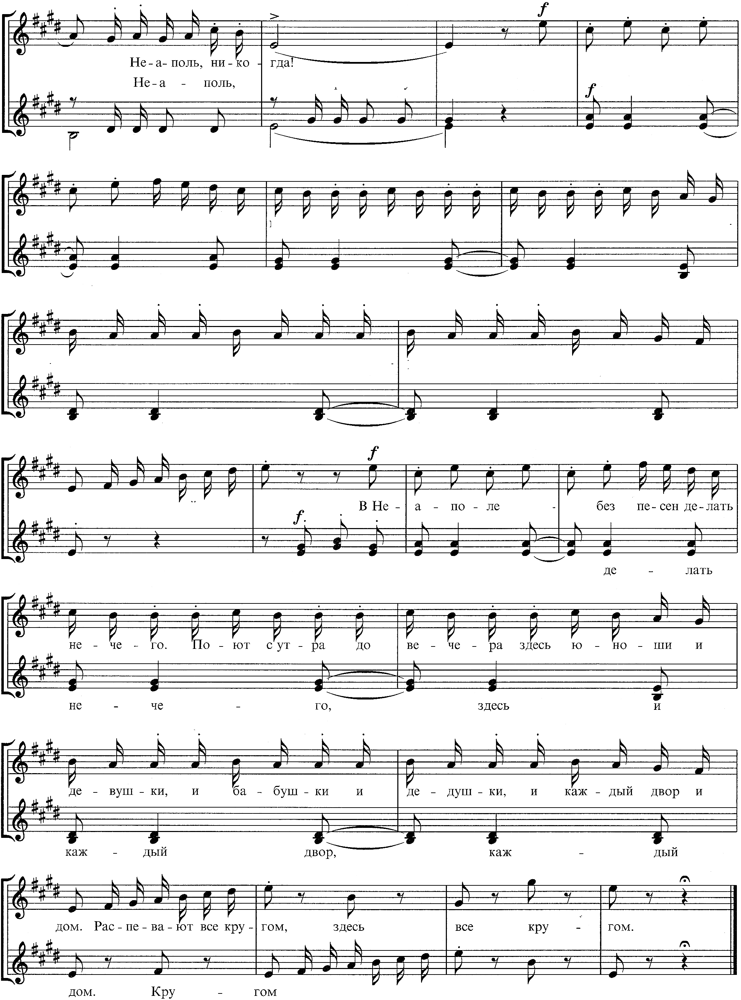 f
Не-а-поль, ни-ко-гда!
Не-а-поль,
f
f
В Не-а-по-ле без пе-сен де-лать
f
де-лать
не-че-го. По-ют с ут-ра до ве-че-ра здесь ю-но-ши и
не-че-го, здесь и
де-вуш-ки, и ба-буш-ки и де-душ-ки, и каж-дый двор и
каж-дый двор, каж-дый
дом. Рас-пе-ва-ют все кру-гом, здесь все кру-гом.
дом. Кру-гом